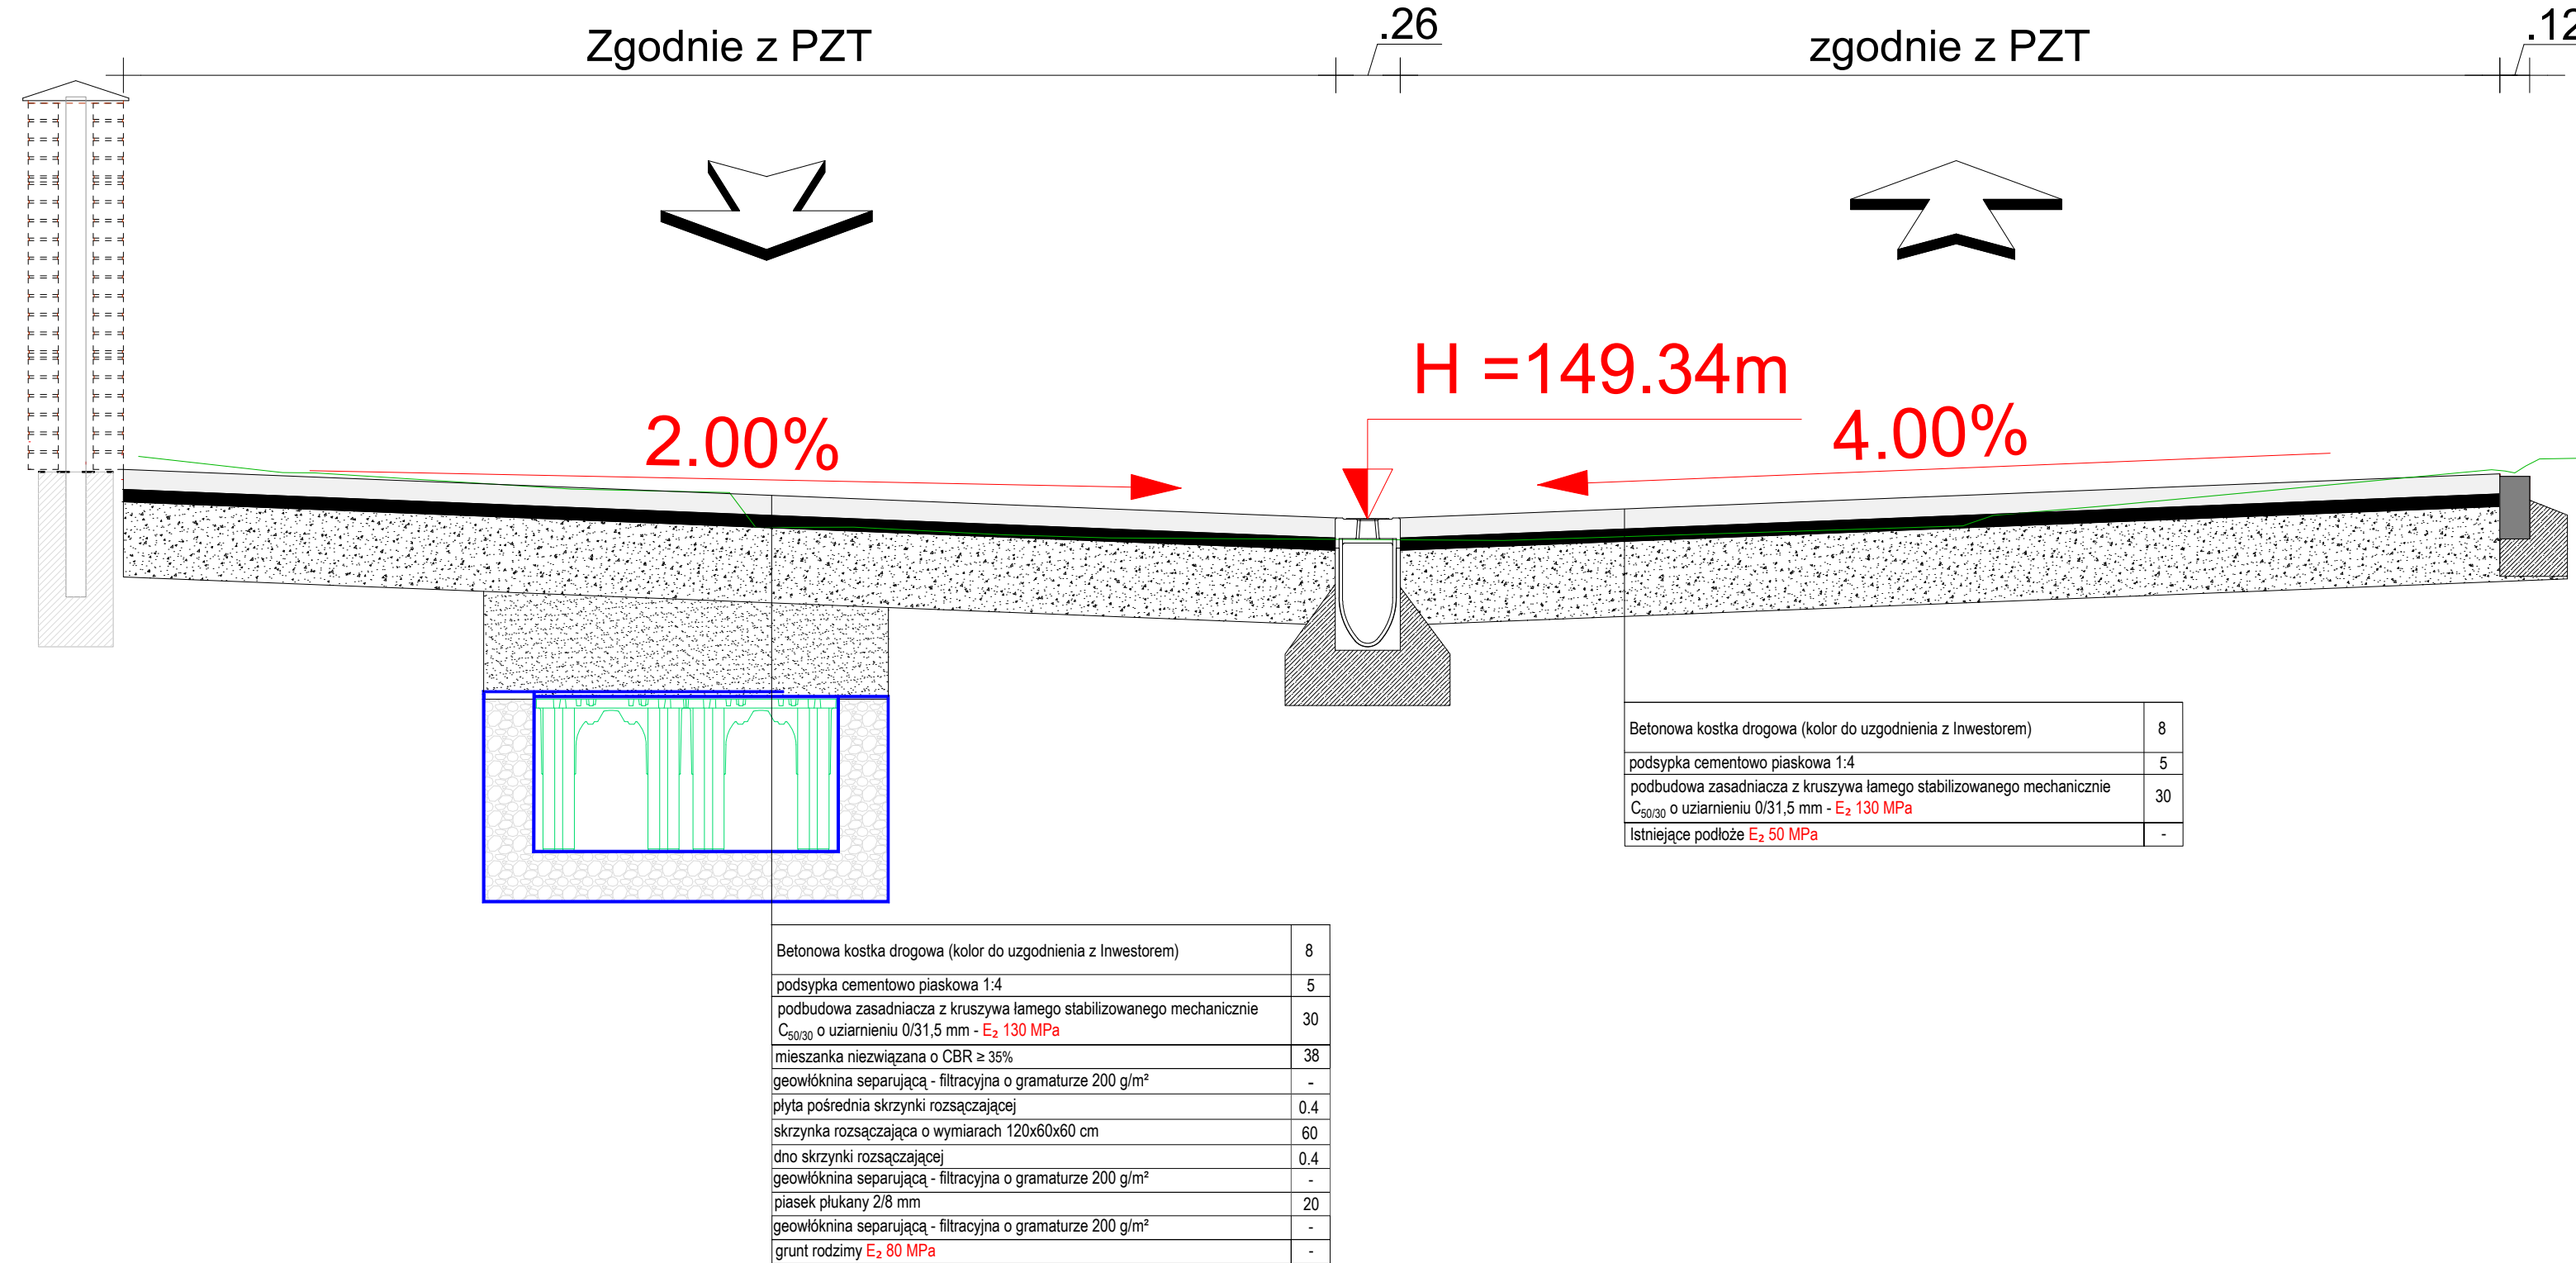 Zgodnie z PZT
.26
zgodnie z PZT
.12
H =149.34m
2.00%
4.00%
Betonowa kostka drogowa (kolor do uzgodnienia z Inwestorem) 8
podsypka cementowo piaskowa 1:4 5
podbudowa zasadniacza z kruszywa łamego stabilizowanego mechanicznie
C50/30 o uziarnieniu 0/31,5 mm - E₂ 130 MPa 30
Istniejące podłoże E₂ 50 MPa -
Betonowa kostka drogowa (kolor do uzgodnienia z Inwestorem) 8
podsypka cementowo piaskowa 1:4 5
podbudowa zasadniacza z kruszywa łamego stabilizowanego mechanicznie
C50/30 o uziarnieniu 0/31,5 mm - E₂ 130 MPa 30
mieszanka niezwiązana o CBR ≥ 35% 38
geowłóknina separującą - filtracyjna o gramaturze 200 g/m² -
płyta pośrednia skrzynki rozsączającej 0.4
skrzynka rozsączająca o wymiarach 120x60x60 cm 60
dno skrzynki rozsączającej 0.4
geowłóknina separującą - filtracyjna o gramaturze 200 g/m² -
piasek płukany 2/8 mm 20
geowłóknina separującą - filtracyjna o gramaturze 200 g/m² -
grunt rodzimy E₂ 80 MPa -